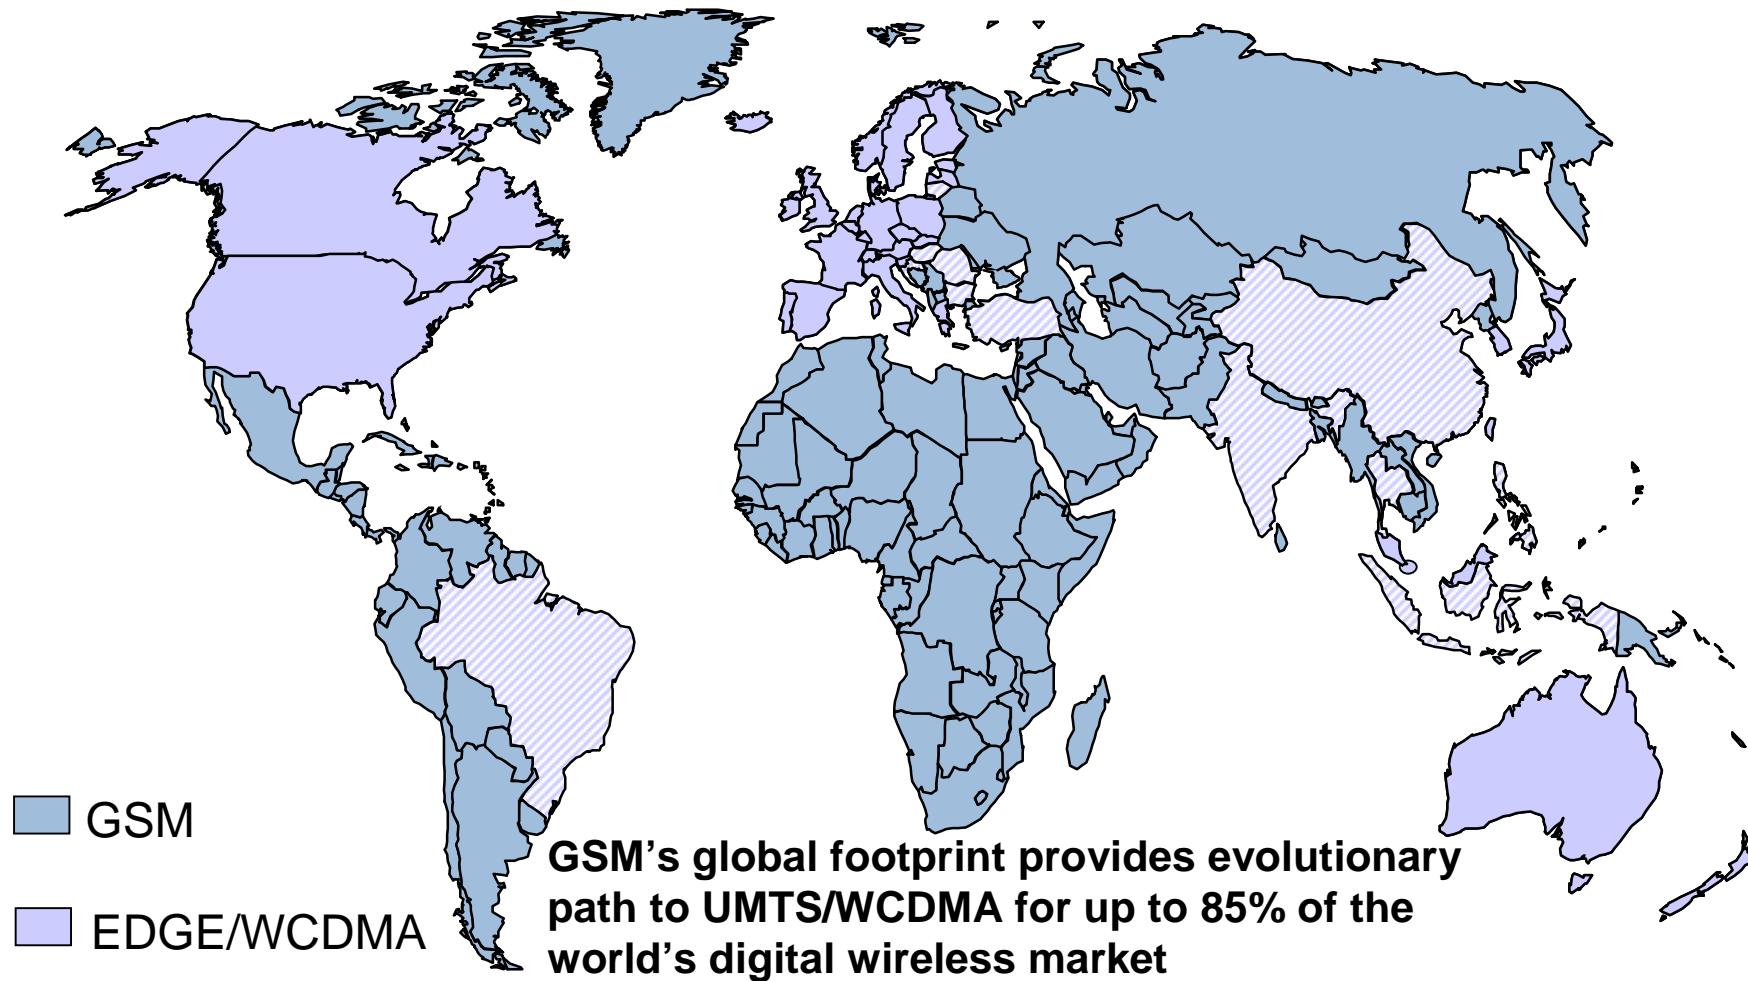 GSM
EDGE/WCDMA
GSM’s global footprint provides evolutionary
path to UMTS/WCDMA for up to 85% of the
world’s digital wireless market